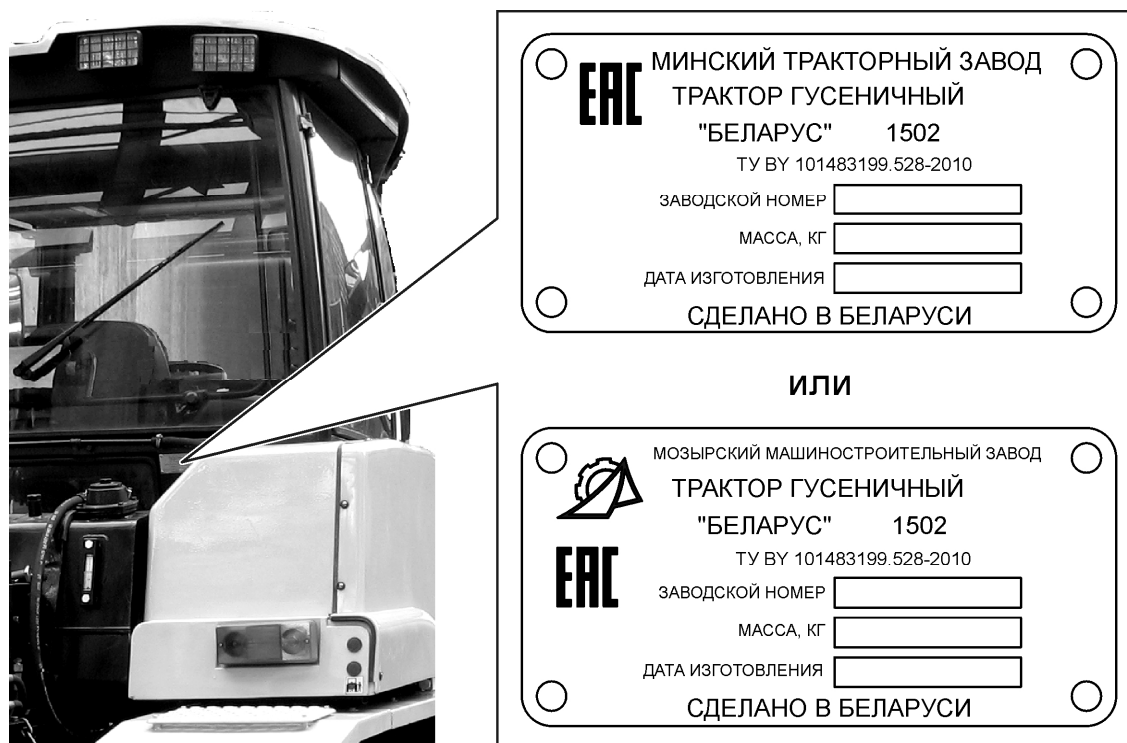 EAC
МИНСКИЙ ТРАКТОРНЫЙ ЗАВОД
ТРАКТОР ГУСЕНИЧНЫЙ
"БЕЛАРУС" 1502
ТУ BY 101483199.528-2010
ЗАВОДСКОЙ НОМЕР
МАССА, КГ
ДАТА ИЗГОТОВЛЕНИЯ
СДЕЛАНО В БЕЛАРУСИ
ИЛИ
МОЗЫРСКИЙ МАШИНОСТРОИТЕЛЬНЫЙ ЗАВОД
ТРАКТОР ГУСЕНИЧНЫЙ
"БЕЛАРУС" 1502
ТУ BY 101483199.528-2010
EAC
ЗАВОДСКОЙ НОМЕР
МАССА, КГ
ДАТА ИЗГОТОВЛЕНИЯ
СДЕЛАНО В БЕЛАРУСИ